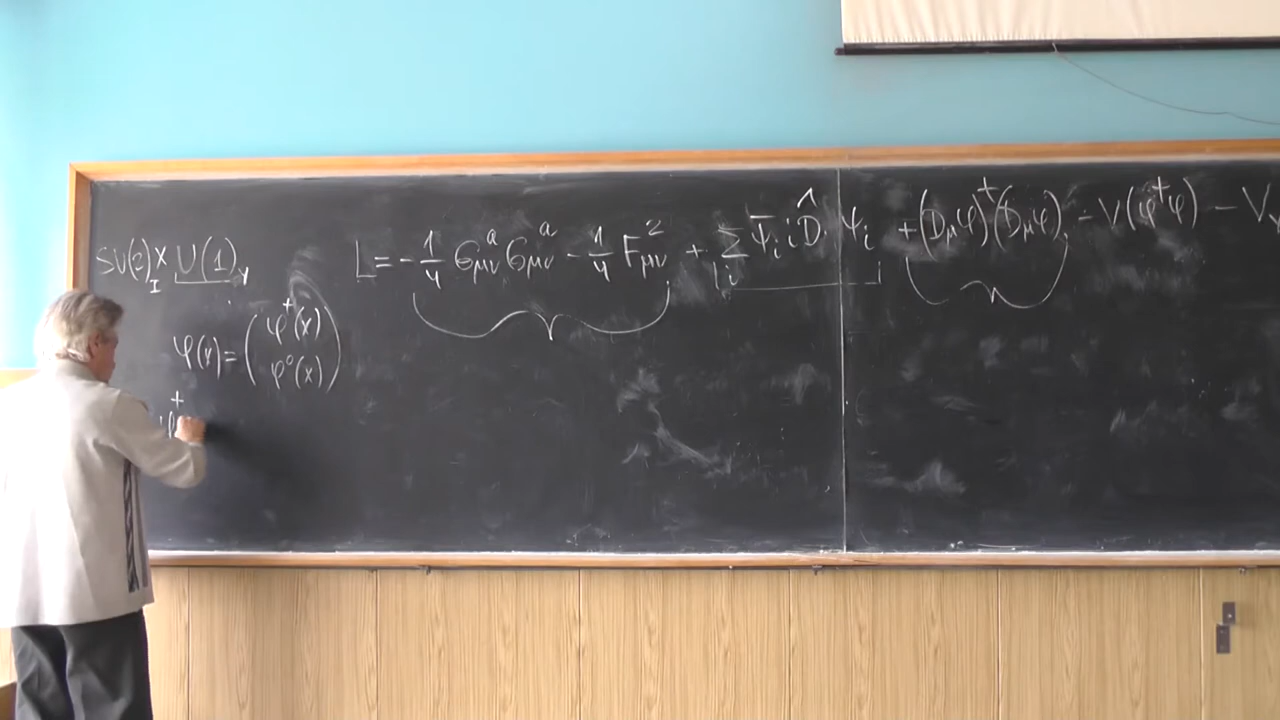 SU(2)_I × U(1)_Y
L = - 1/4 G^a_μν G^a_μν - 1/4 F^2_μν + Σ_i Ψ̄_i i D̂ Ψ_i + (D_μ φ)^+ (D_μ φ) - V(φ^+ φ) - V
φ(x) = ( φ^+(x)
φ^0(x) )
φ^+